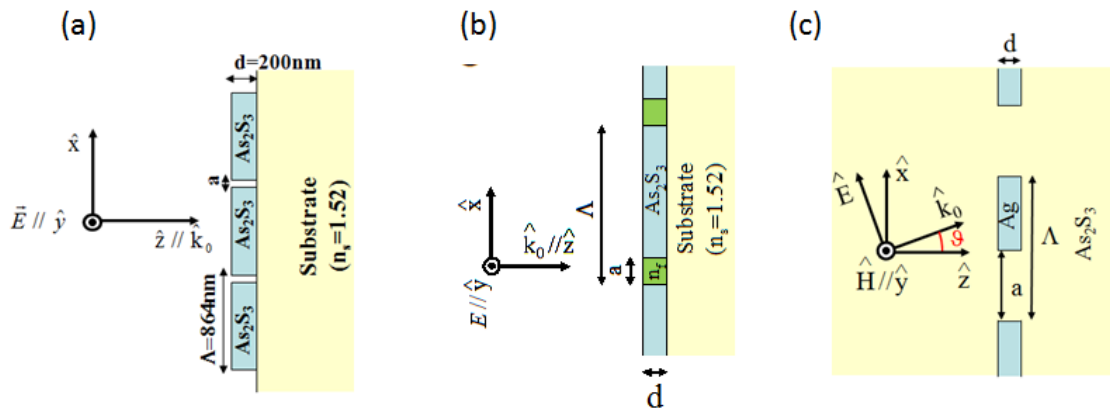 (a)
d=200nm
x̂
a
E⃗ // ŷ
ẑ // k̂₀
Λ=864nm
As₂S₃
As₂S₃
As₂S₃
Substrate
(nₛ=1.52)
(b)
x̂
E // ŷ
k̂₀//ẑ
Λ
a
As₂S₃
n_f
d
Substrate
(nₛ=1.52)
(c)
d
Ê
x̂
k̂₀
ϑ
Ĥ//ŷ
ẑ
Ag
a
Λ
As₂S₃